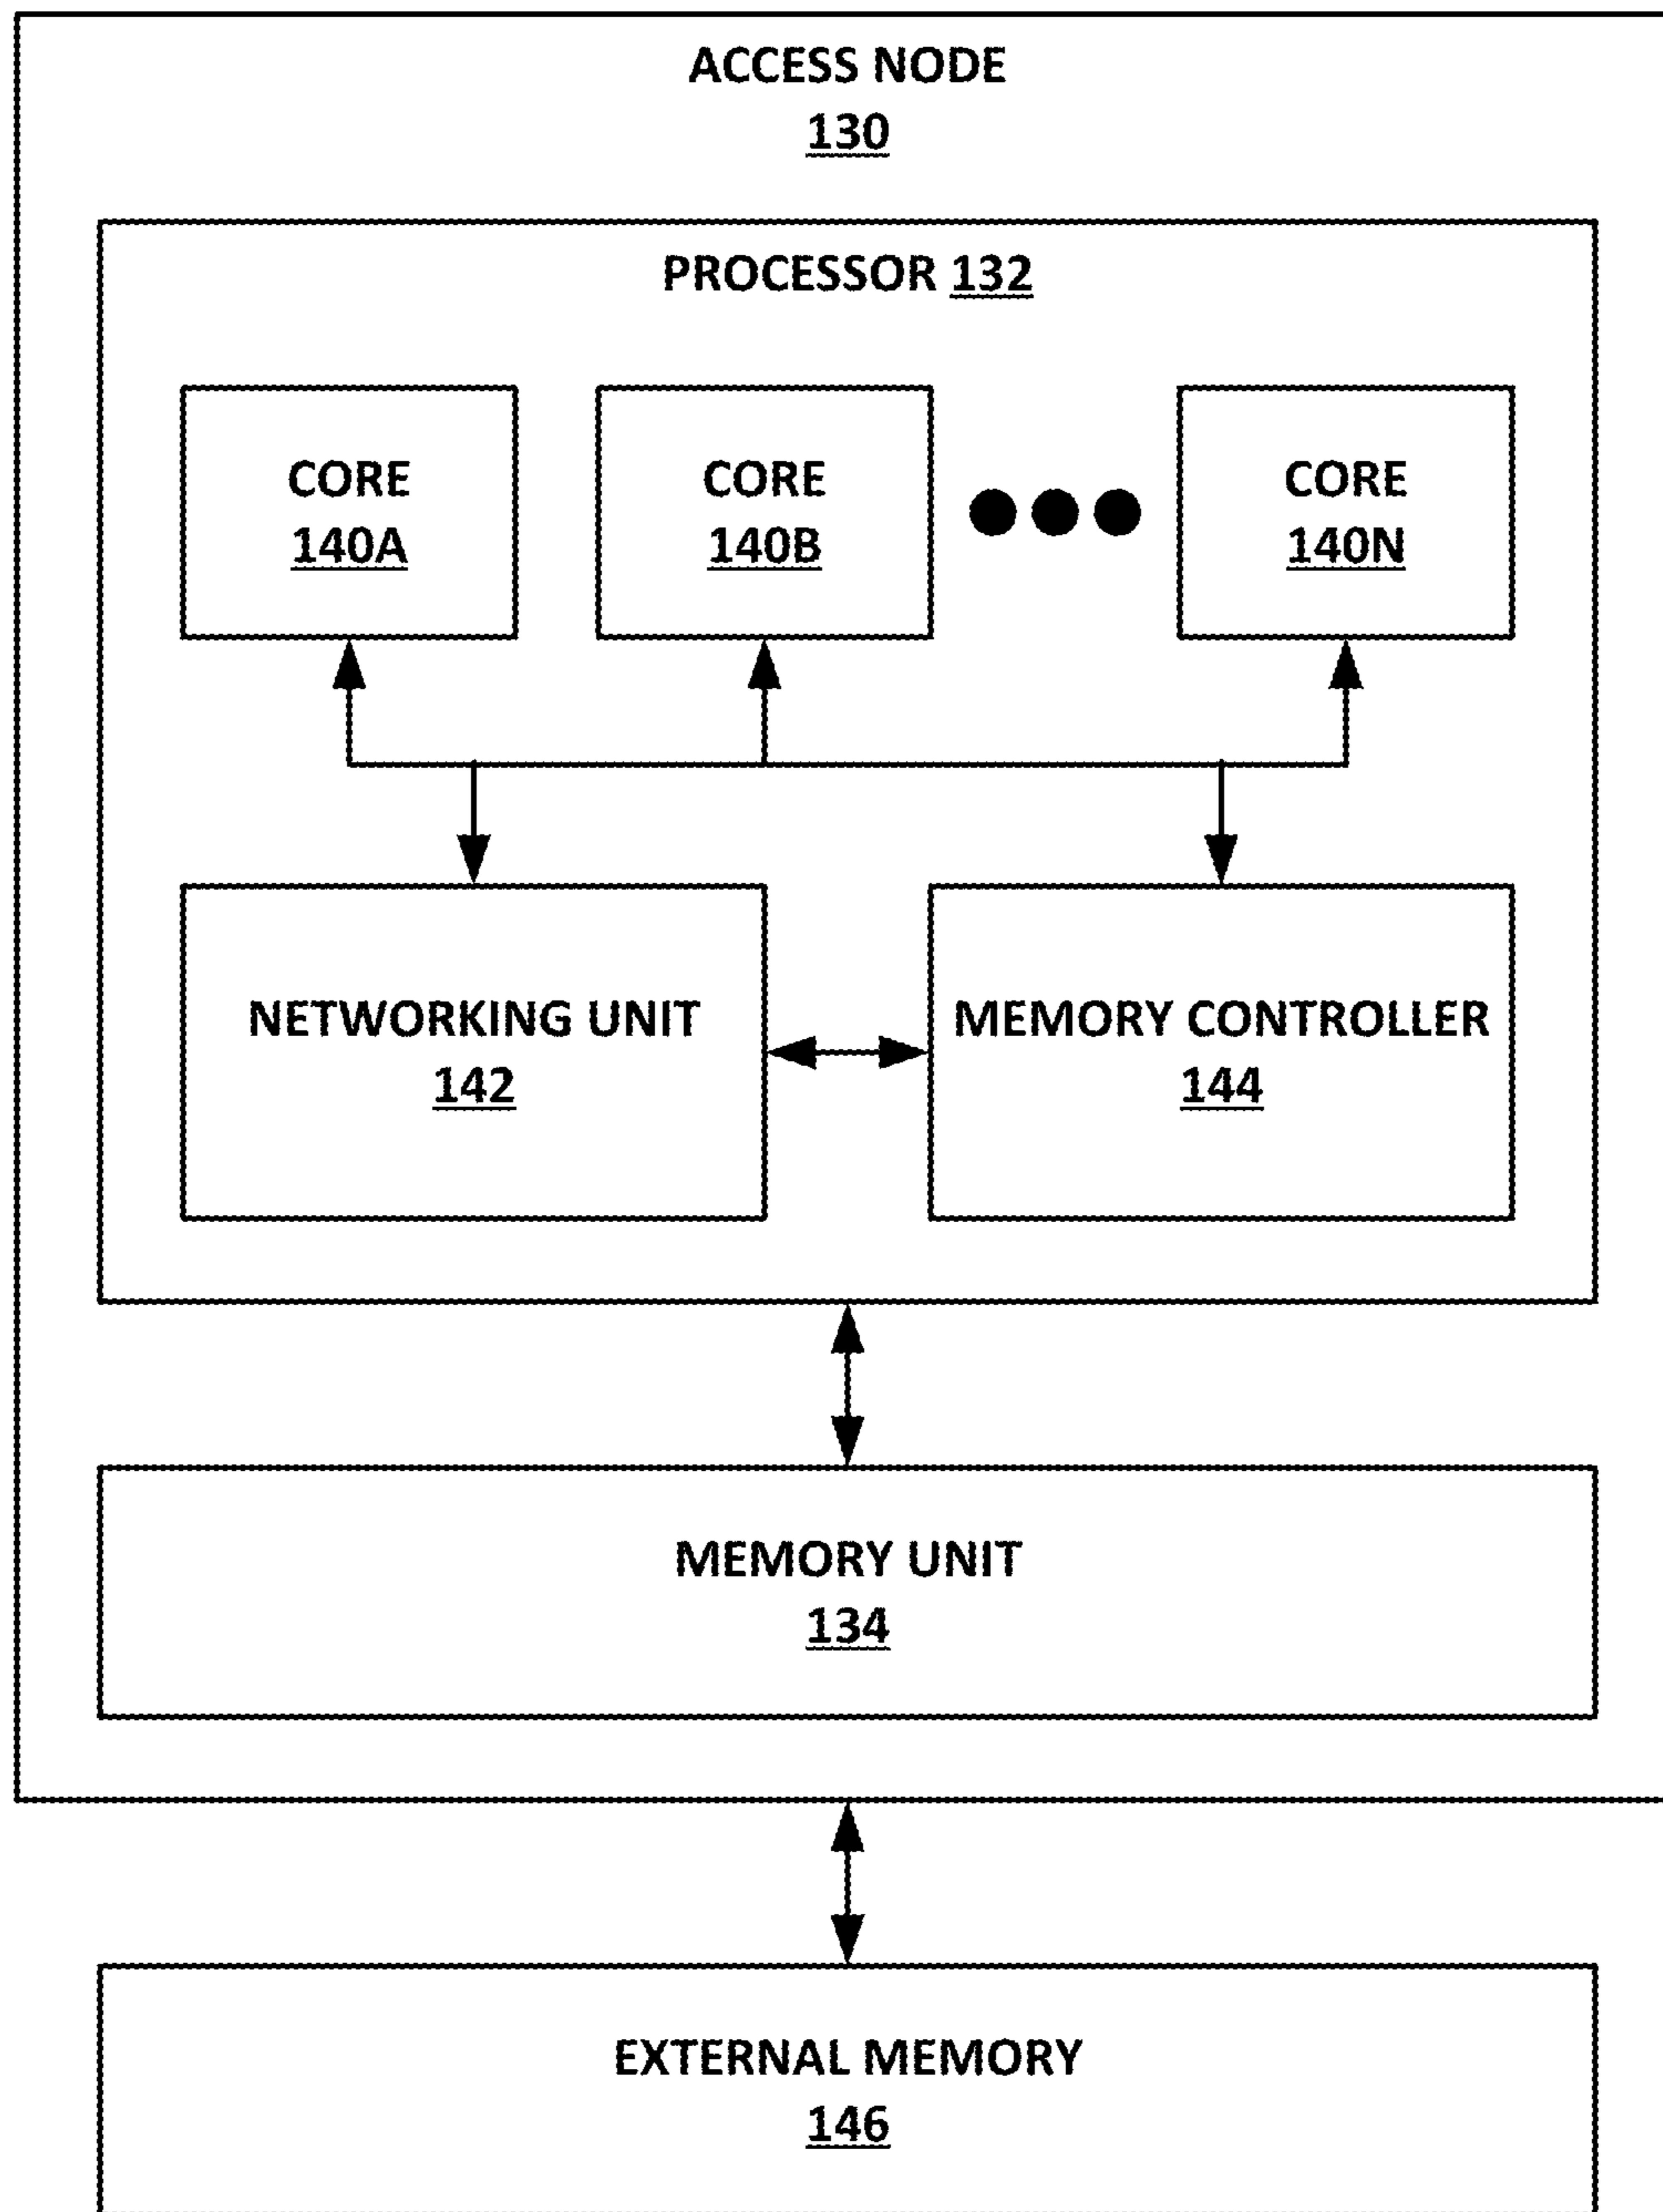 ACCESS NODE
130
PROCESSOR 132
CORE
140A
CORE
140B
CORE
140N
NETWORKING UNIT
142
MEMORY CONTROLLER
144
MEMORY UNIT
134
EXTERNAL MEMORY
146